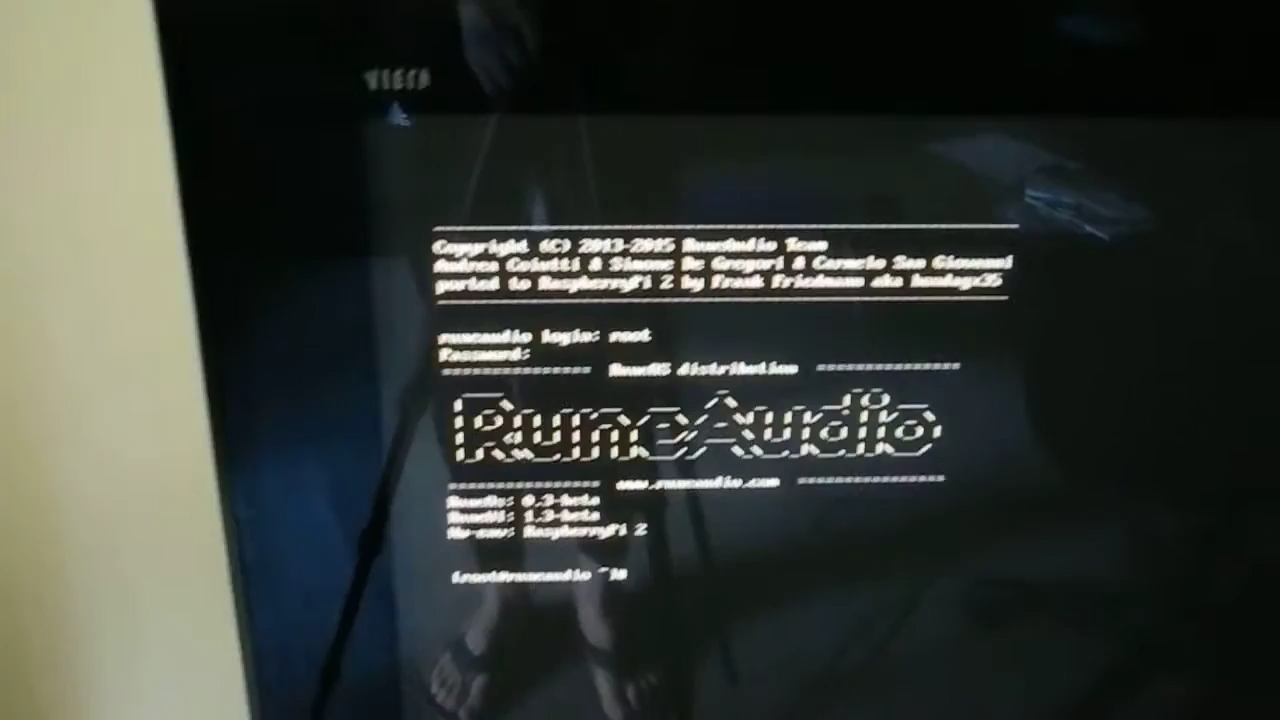 VIERA
Copyright (C) 2013-2015 RuneAudio Team
Andrea Coiutti & Simone De Gregori & Carmelo San Giovanni
ported to RaspberryPi 2 by Frank Friedmann aka hondagx35
runeaudio login: root
Password:
--------------- RuneOS distribution ---------------
RuneAudio
--------------- www.runeaudio.com ---------------
RuneOs: 0.3-beta
RuneUI: 1.3-beta
Hw-env: RaspberryPi 2
[root@runeaudio ~]#